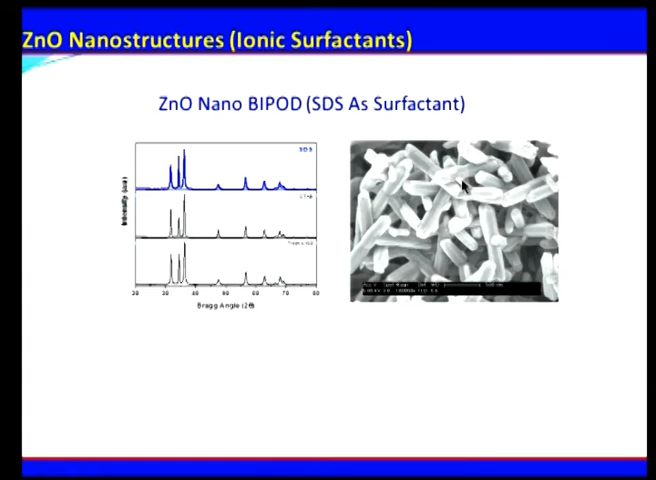 ZnO Nanostructures (Ionic Surfactants)
ZnO Nano BIPOD (SDS As Surfactant)
SDS
Intensity (a.u)
20 30 40 50 60 70 80
Bragg Angle (2θ)